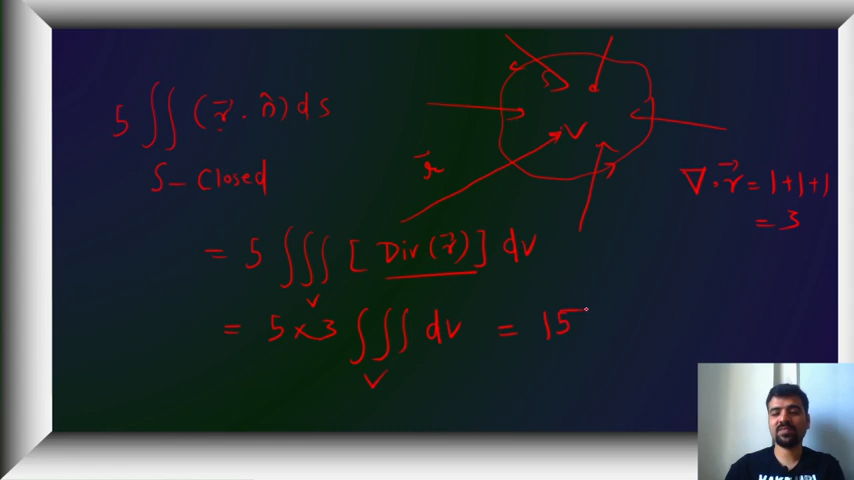 5 ∬ (r⃗ . n̂) ds
S - Closed
S
V
r⃗
∇ . r⃗ = 1+1+1
= 3
= 5 ∭ [ Div (r⃗) ] dv
V
= 5 × 3 ∭ dv = 15
V